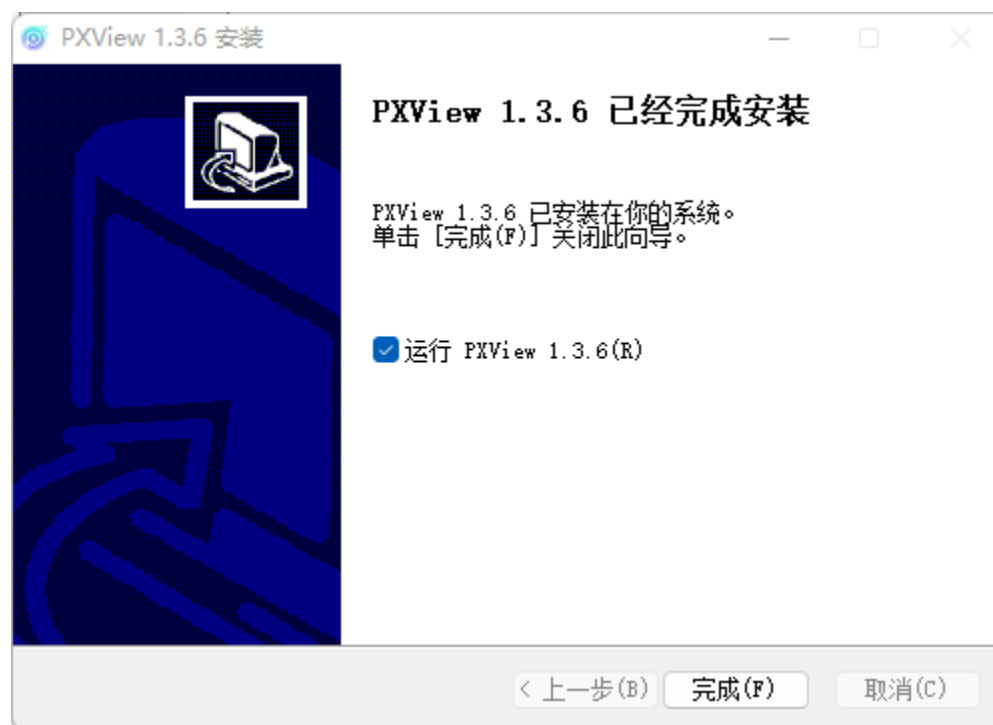 PXView 1.3.6 安装
PXView 1.3.6 已经完成安装
PXView 1.3.6 已安装在你的系统。
单击 [完成(F)] 关闭此向导。
运行 PXView 1.3.6(R)
< 上一步(B) 完成(F) 取消(C)